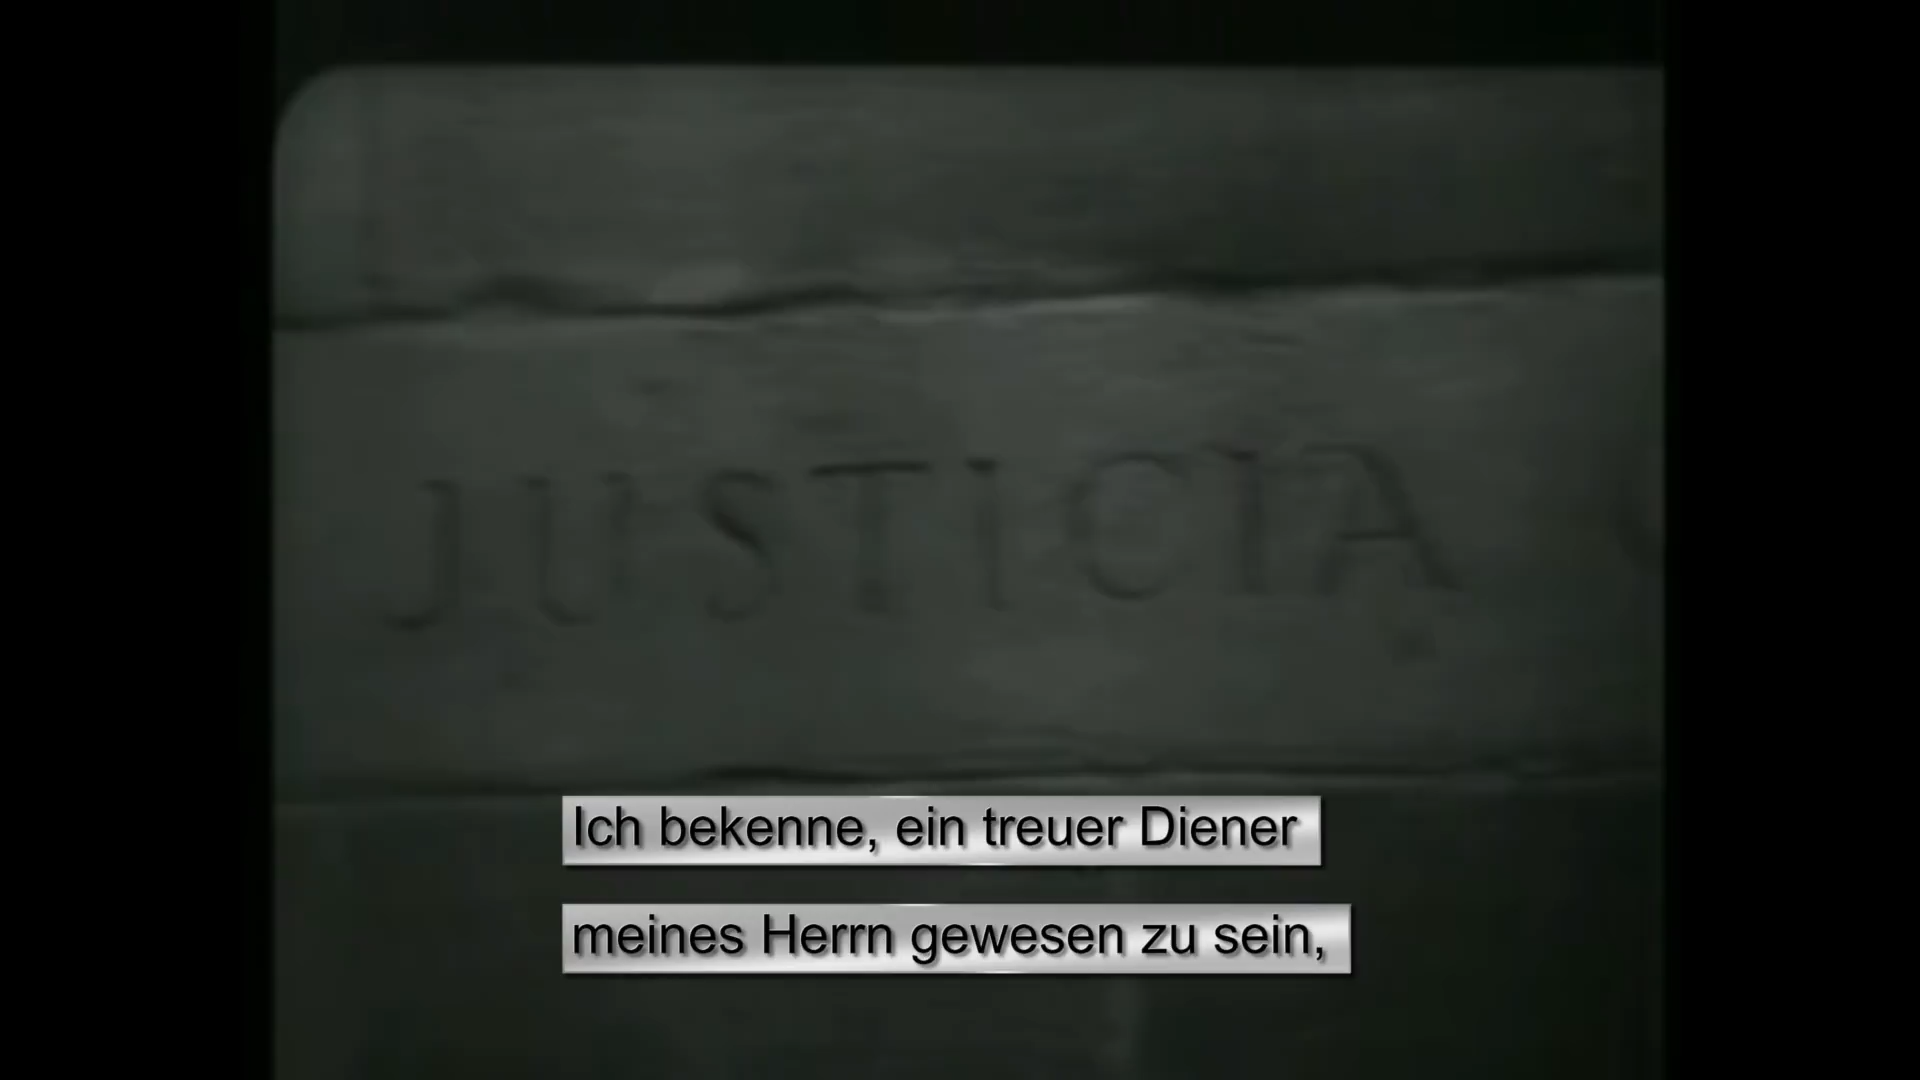 JUSTICIA
Ich bekenne, ein treuer Diener
meines Herrn gewesen zu sein,